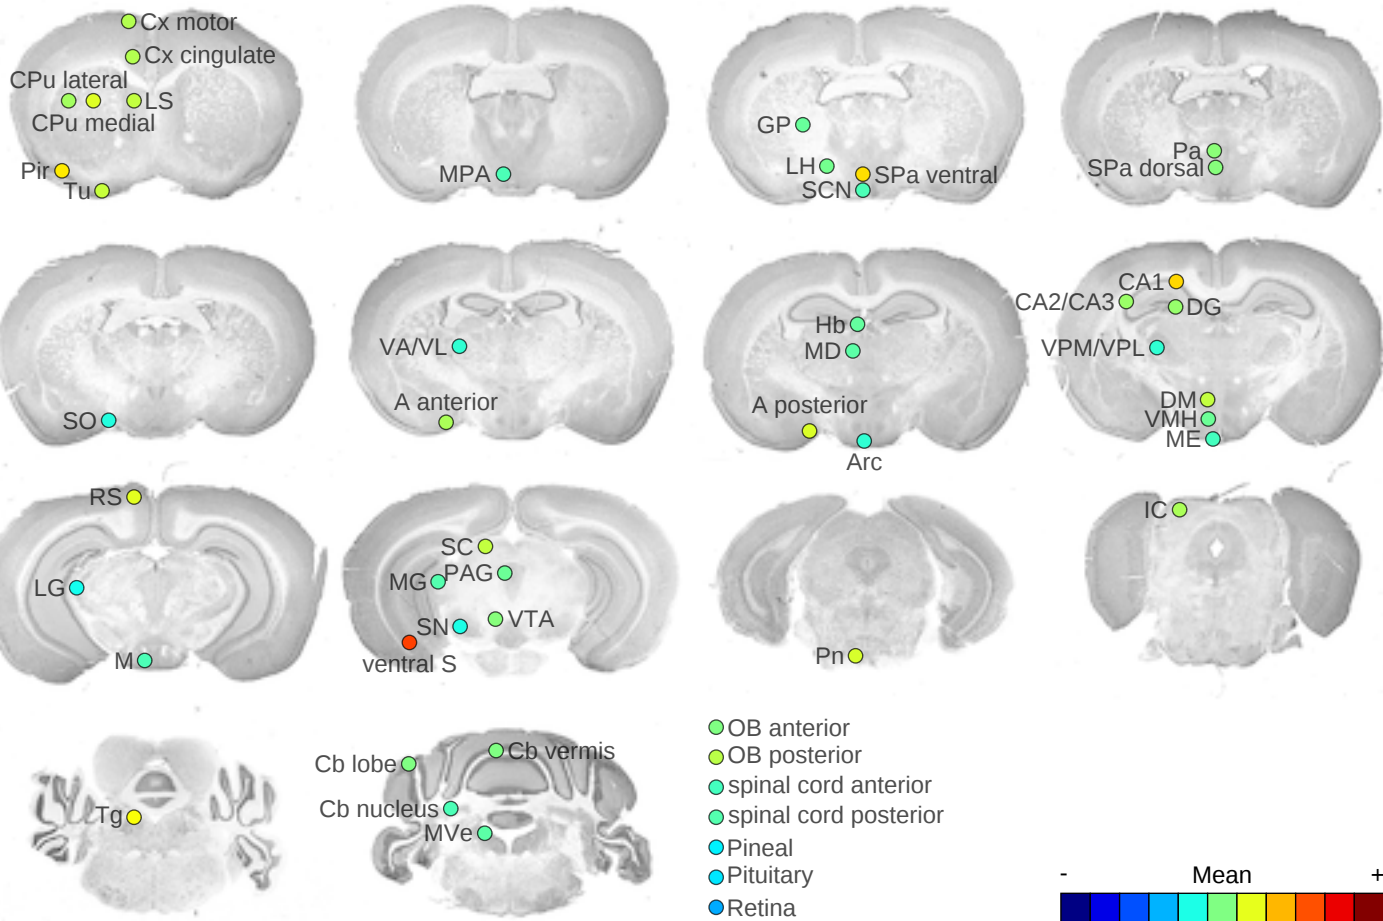 Cx motor
Cx cingulate
CPu lateral
LS
CPu medial
Pir
Tu
MPA
GP
LH
SPa ventral
SCN
Pa
SPa dorsal
SO
VA/VL
A anterior
Hb
MD
A posterior
Arc
CA1
CA2/CA3
DG
VPM/VPL
DM
VMH
ME
RS
LG
M
SC
PAG
MG
SN
VTA
ventral S
Pn
IC
Tg
Cb lobe
Cb vermis
Cb nucleus
MVe
OB anterior
OB posterior
spinal cord anterior
spinal cord posterior
Pineal
Pituitary
Retina
- Mean +